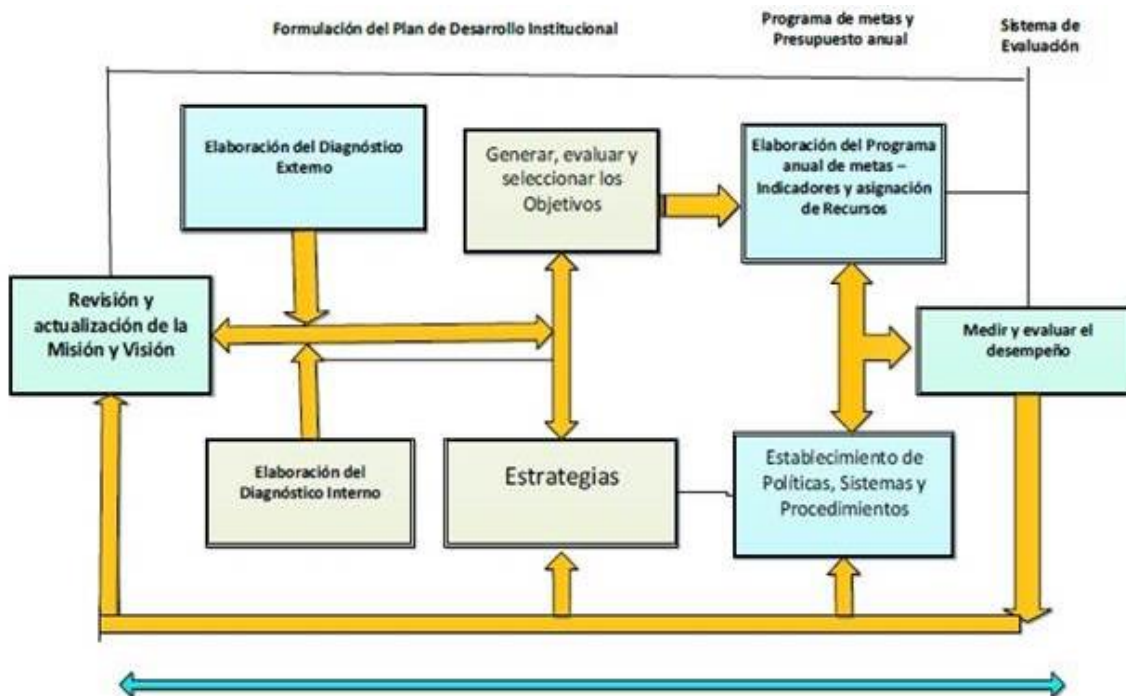 Formulación del Plan de Desarrollo Institucional
Programa de metas y
Presupuesto anual
Sistema de
Evaluación
Elaboración del Diagnóstico
Externo
Generar, evaluar y
seleccionar los
Objetivos
Elaboración del Programa
anual de metas –
Indicadores y asignación
de Recursos
Revisión y
actualización de la
Misión y Visión
Medir y evaluar el
desempeño
Elaboración del
Diagnóstico Interno
Estrategias
Establecimiento de
Políticas, Sistemas y
Procedimientos